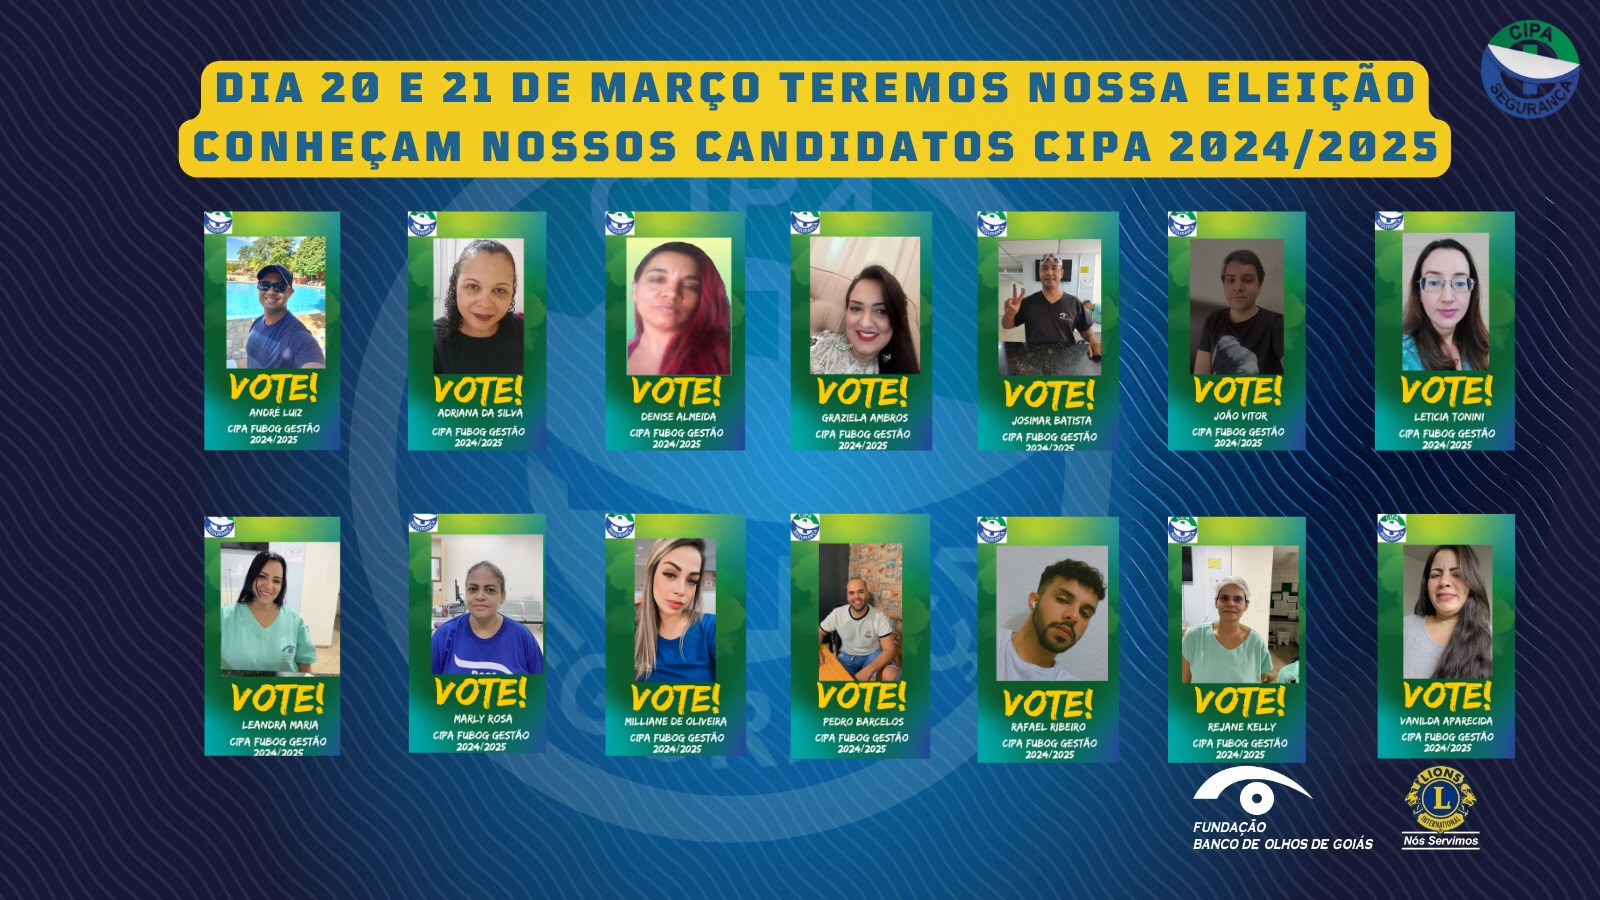 CIPA
SEGURANÇA
DIA 20 E 21 DE MARÇO TEREMOS NOSSA ELEIÇÃO
CONHEÇAM NOSSOS CANDIDATOS CIPA 2024/2025
VOTE!
ANDRÉ LUIZ
CIPA FUBOG GESTÃO
2024/2025
VOTE!
ADRIANA DA SILVA
CIPA FUBOG GESTÃO
2024/2025
VOTE!
DENISE ALMEIDA
CIPA FUBOG GESTÃO
2024/2025
VOTE!
GRAZIELA AMBROS
CIPA FUBOG GESTÃO
2024/2025
VOTE!
JOSIMAR BATISTA
CIPA FUBOG GESTÃO
2024/2025
VOTE!
JOÃO VITOR
CIPA FUBOG GESTÃO
2024/2025
VOTE!
LETICIA TONINI
CIPA FUBOG GESTÃO
2024/2025
VOTE!
LEANDRA MARIA
CIPA FUBOG GESTÃO
2024/2025
VOTE!
MARLY ROSA
CIPA FUBOG GESTÃO
2024/2025
VOTE!
MILLIANE DE OLIVEIRA
CIPA FUBOG GESTÃO
2024/2025
VOTE!
PEDRO BARCELOS
CIPA FUBOG GESTÃO
2024/2025
VOTE!
RAFAEL RIBEIRO
CIPA FUBOG GESTÃO
2024/2025
VOTE!
REJANE KELLY
CIPA FUBOG GESTÃO
2024/2025
VOTE!
VANILDA APARECIDA
CIPA FUBOG GESTÃO
2024/2025
FUNDAÇÃO
BANCO DE OLHOS DE GOIÁS
LIONS
L
INTERNATIONAL
Nós Servimos